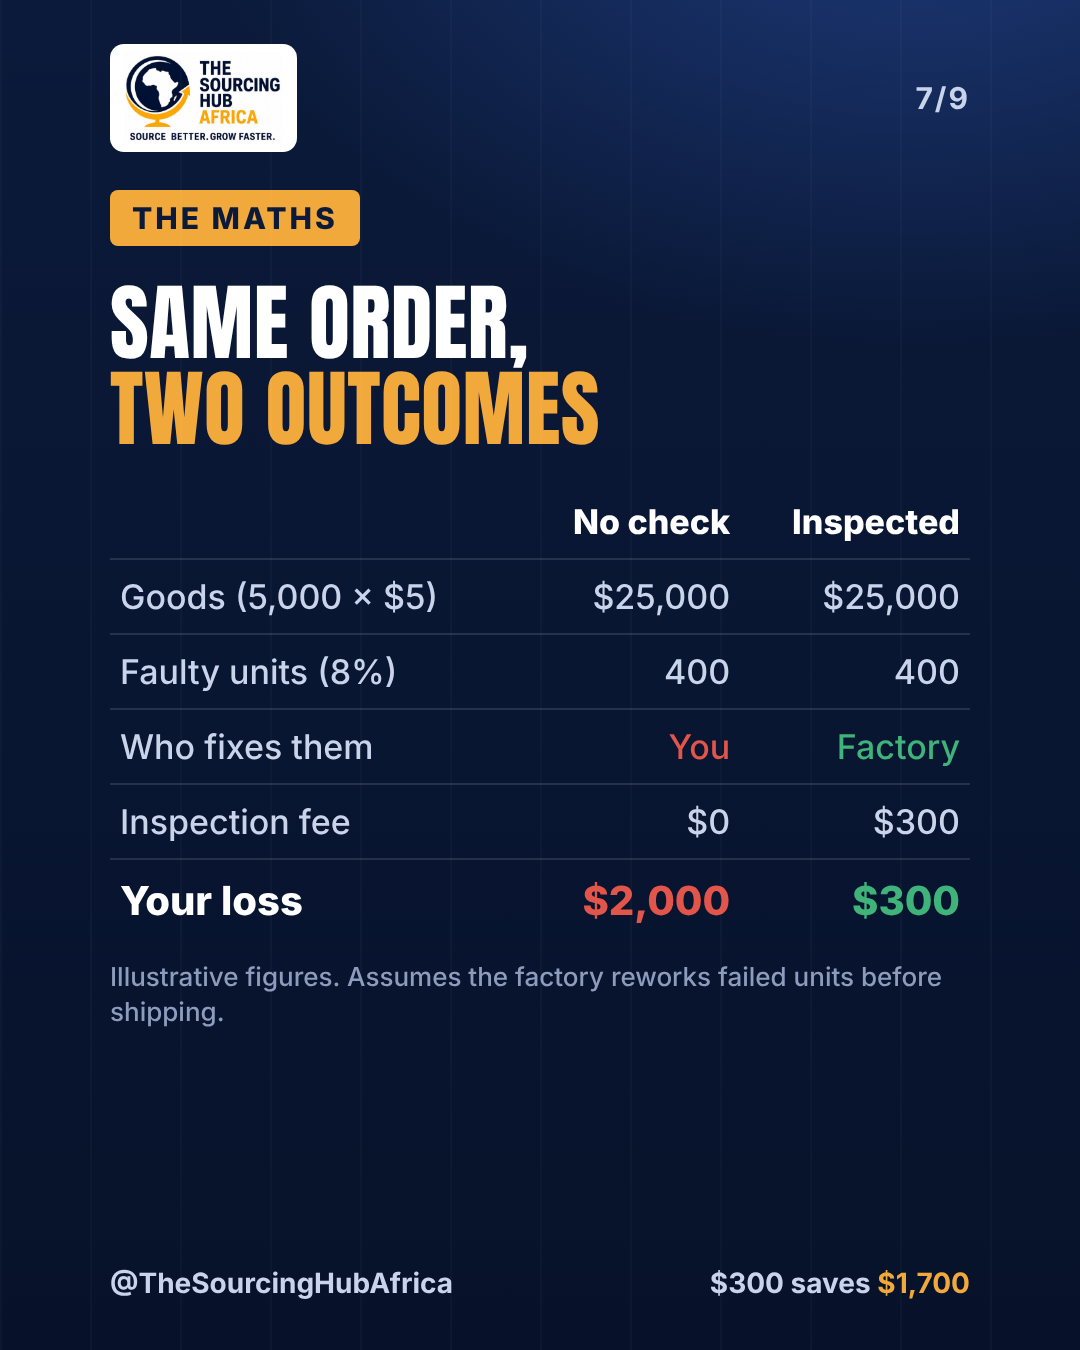 THE
SOURCING
HUB
AFRICA
SOURCE BETTER. GROW FASTER.
7/9
THE MATHS
SAME ORDER,
TWO OUTCOMES
No check Inspected
Goods (5,000 × $5) $25,000 $25,000
Faulty units (8%) 400 400
Who fixes them You Factory
Inspection fee $0 $300
Your loss $2,000 $300
Illustrative figures. Assumes the factory reworks failed units before
shipping.
@TheSourcingHubAfrica $300 saves $1,700